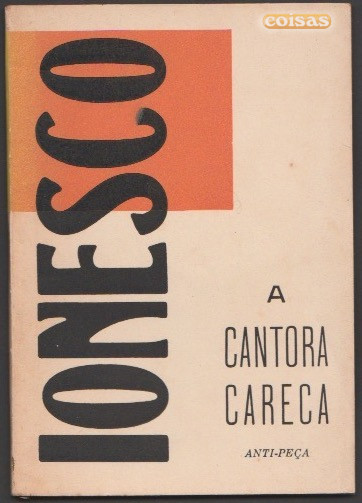 coisas
IONESCO
A
CANTORA
CARECA
ANTI-PEÇA